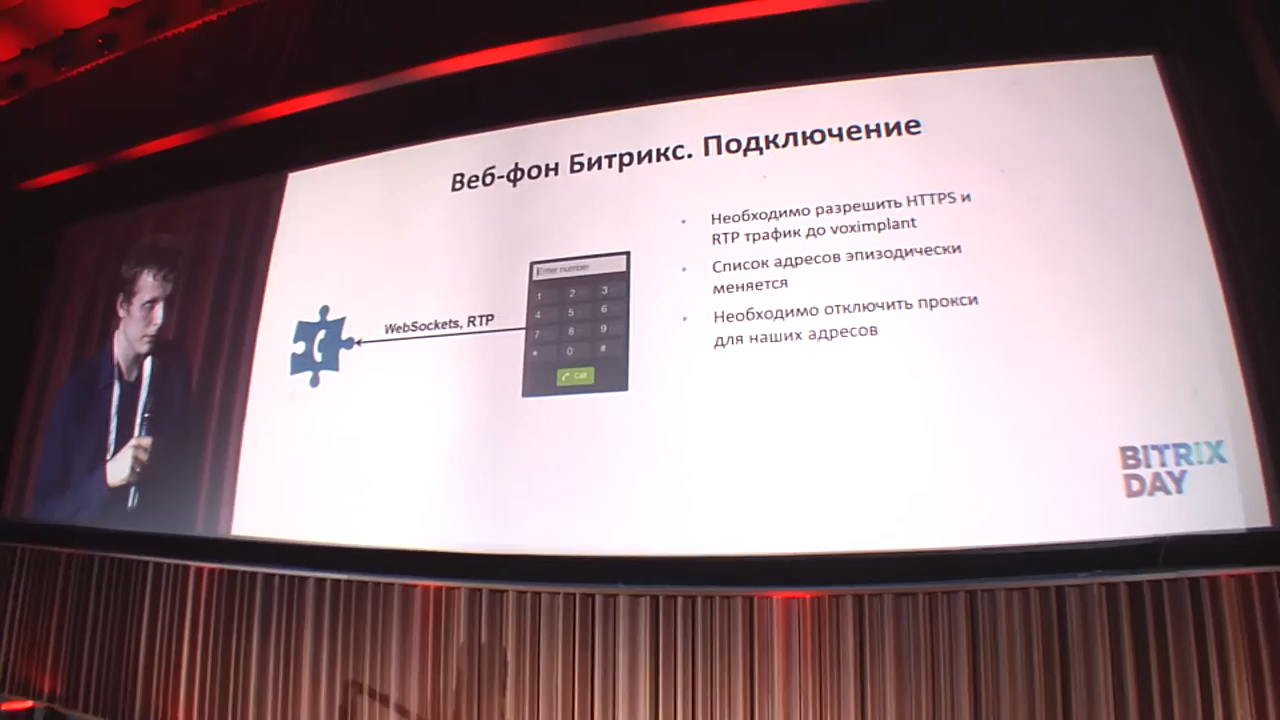 Веб-фон Битрикс. Подключение
Необходимо разрешить HTTPS и
RTP трафик до voximplant
Список адресов эпизодически
меняется
Необходимо отключить прокси
для наших адресов
WebSockets, RTP
Enter number
1 2 3
4 5 6
7 8 9
* 0 #
Call
BITRIX
DAY